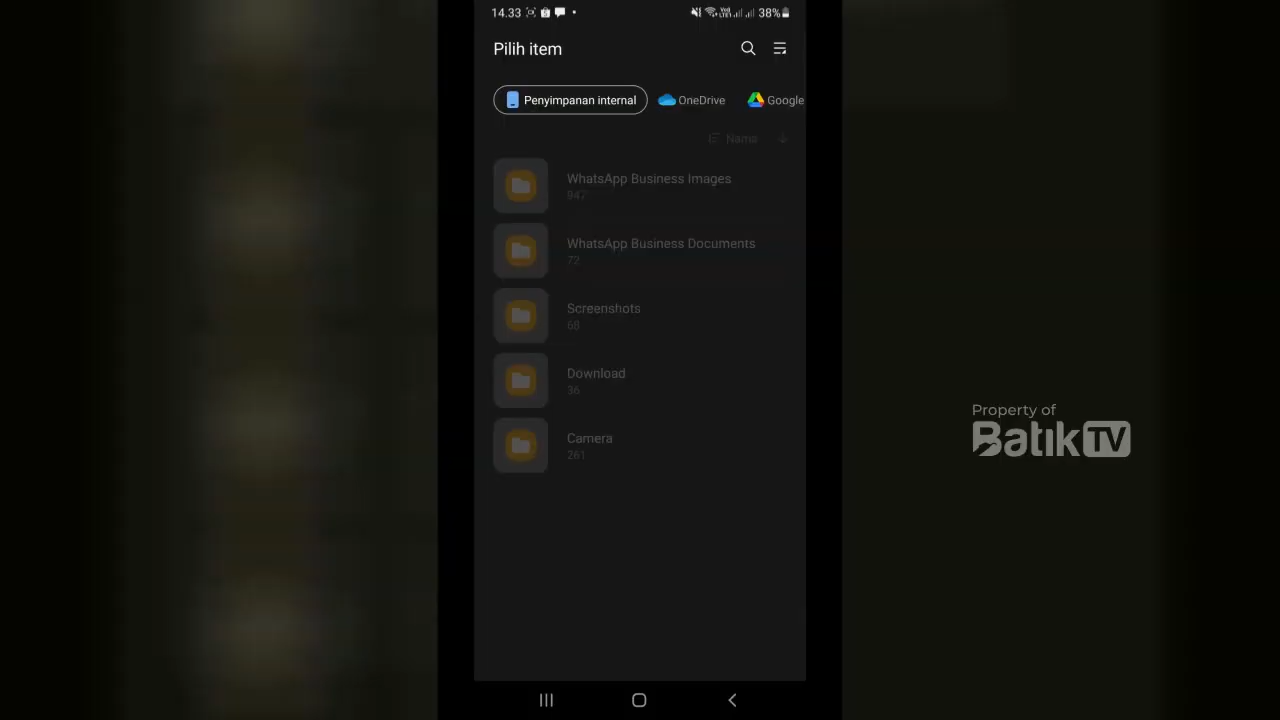 14.33
38%
Pilih item
Penyimpanan internal
OneDrive
Google
Nama
WhatsApp Business Images
947
WhatsApp Business Documents
72
Screenshots
68
Download
36
Camera
261
Property of
BatikTV